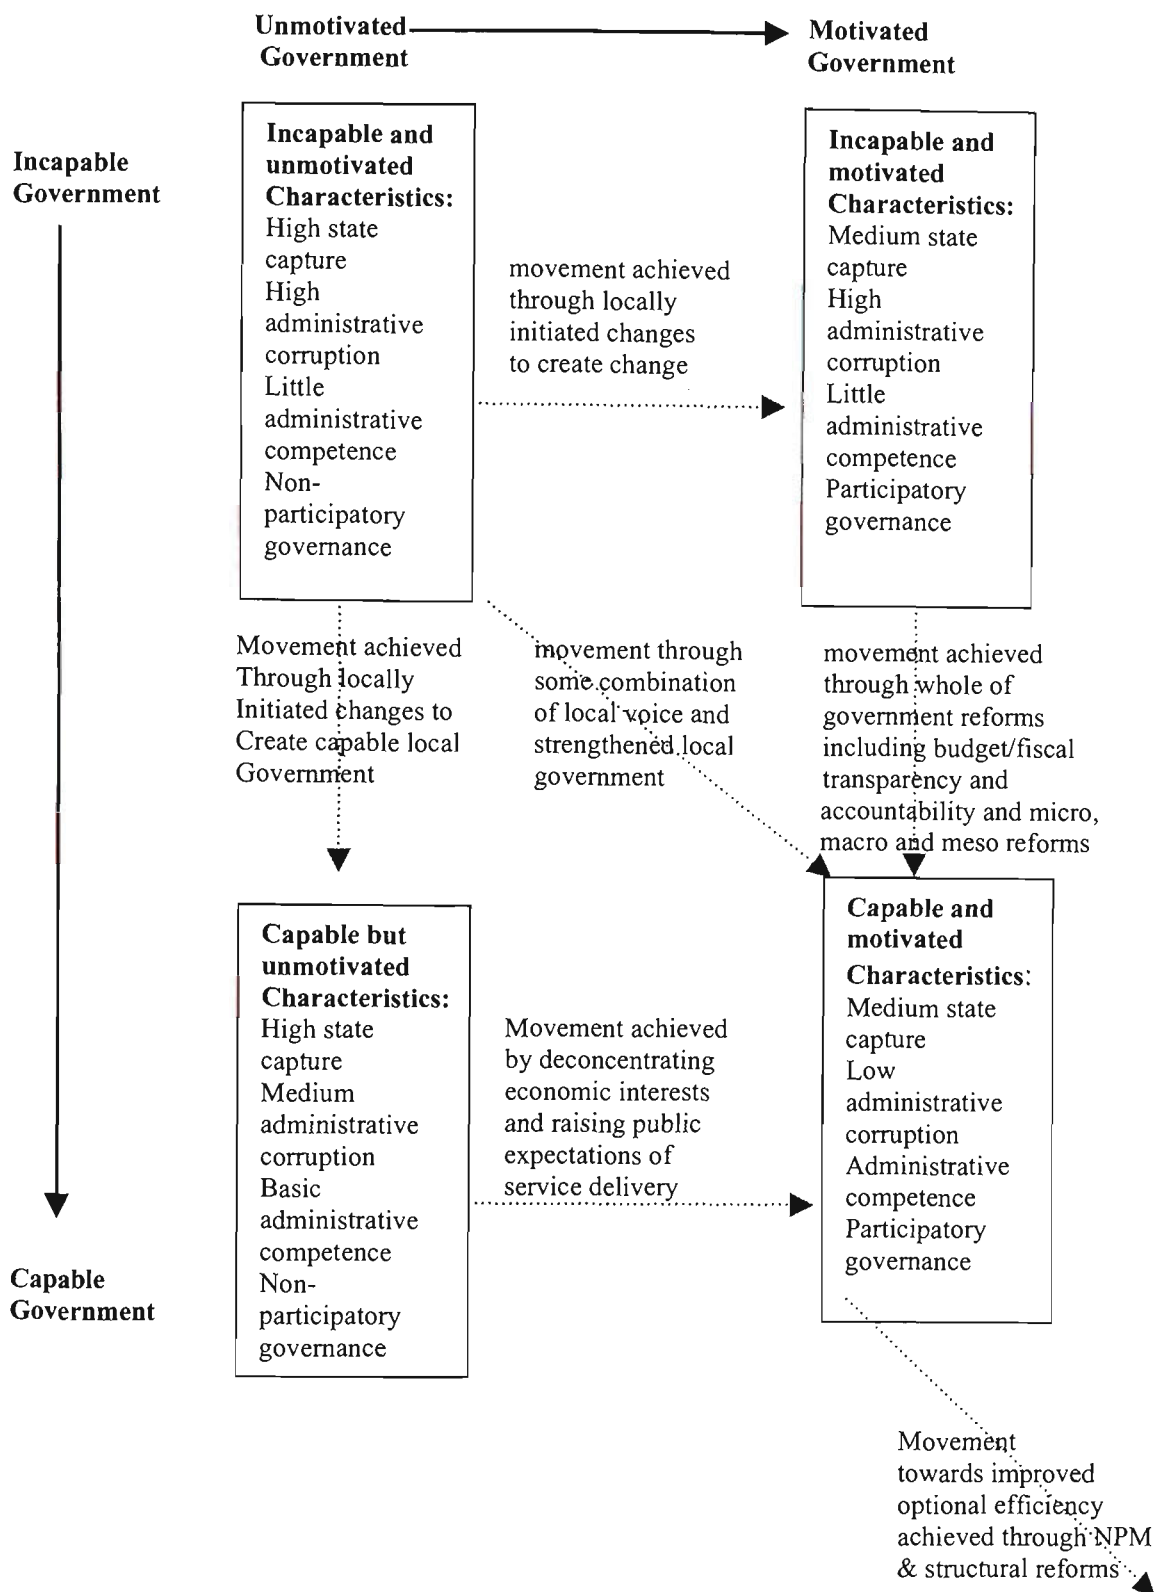 Unmotivated
Government
Motivated
Government
Incapable
Government
Incapable and
unmotivated
Characteristics:
High state
capture
High
administrative
corruption
Little
administrative
competence
Non-
participatory
governance
movement achieved
through locally
initiated changes
to create change
Incapable and
motivated
Characteristics:
Medium state
capture
High
administrative
corruption
Little
administrative
competence
Participatory
governance
Movement achieved
Through locally
Initiated changes to
Create capable local
Government
movement through
some combination
of local voice and
strengthened local
government
movement achieved
through whole of
government reforms
including budget/fiscal
transparency and
accountability and micro,
macro and meso reforms
Capable
Government
Capable but
unmotivated
Characteristics:
High state
capture
Medium
administrative
corruption
Basic
administrative
competence
Non-
participatory
governance
Movement achieved
by deconcentrating
economic interests
and raising public
expectations of
service delivery
Capable and
motivated
Characteristics:
Medium state
capture
Low
administrative
corruption
Administrative
competence
Participatory
governance
Movement
towards improved
optional efficiency
achieved through NPM
& structural reforms